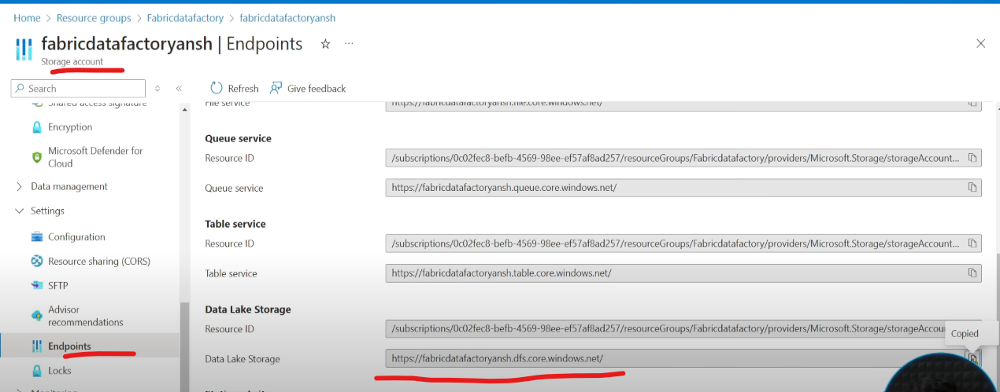 Home > Resource groups > Fabricdatafactory > fabricdatafactoryansh
fabricdatafactoryansh | Endpoints ☆ ...
Storage account
Search
Refresh Give feedback
Shared access signature
File service https://fabricdatafactoryansh.file.core.windows.net/
Encryption
Microsoft Defender for Cloud
Data management
Settings
Configuration
Resource sharing (CORS)
SFTP
Advisor recommendations
Endpoints
Locks
Monitoring
Queue service
Resource ID /subscriptions/0c02fec8-befb-4569-98ee-ef57af8ad257/resourceGroups/Fabricdatafactory/providers/Microsoft.Storage/storageAccount...
Queue service https://fabricdatafactoryansh.queue.core.windows.net/
Table service
Resource ID /subscriptions/0c02fec8-befb-4569-98ee-ef57af8ad257/resourceGroups/Fabricdatafactory/providers/Microsoft.Storage/storageAccount...
Table service https://fabricdatafactoryansh.table.core.windows.net/
Data Lake Storage
Resource ID /subscriptions/0c02fec8-befb-4569-98ee-ef57af8ad257/resourceGroups/Fabricdatafactory/providers/Microsoft.Storage/storageAccou
Copied
Data Lake Storage https://fabricdatafactoryansh.dfs.core.windows.net/